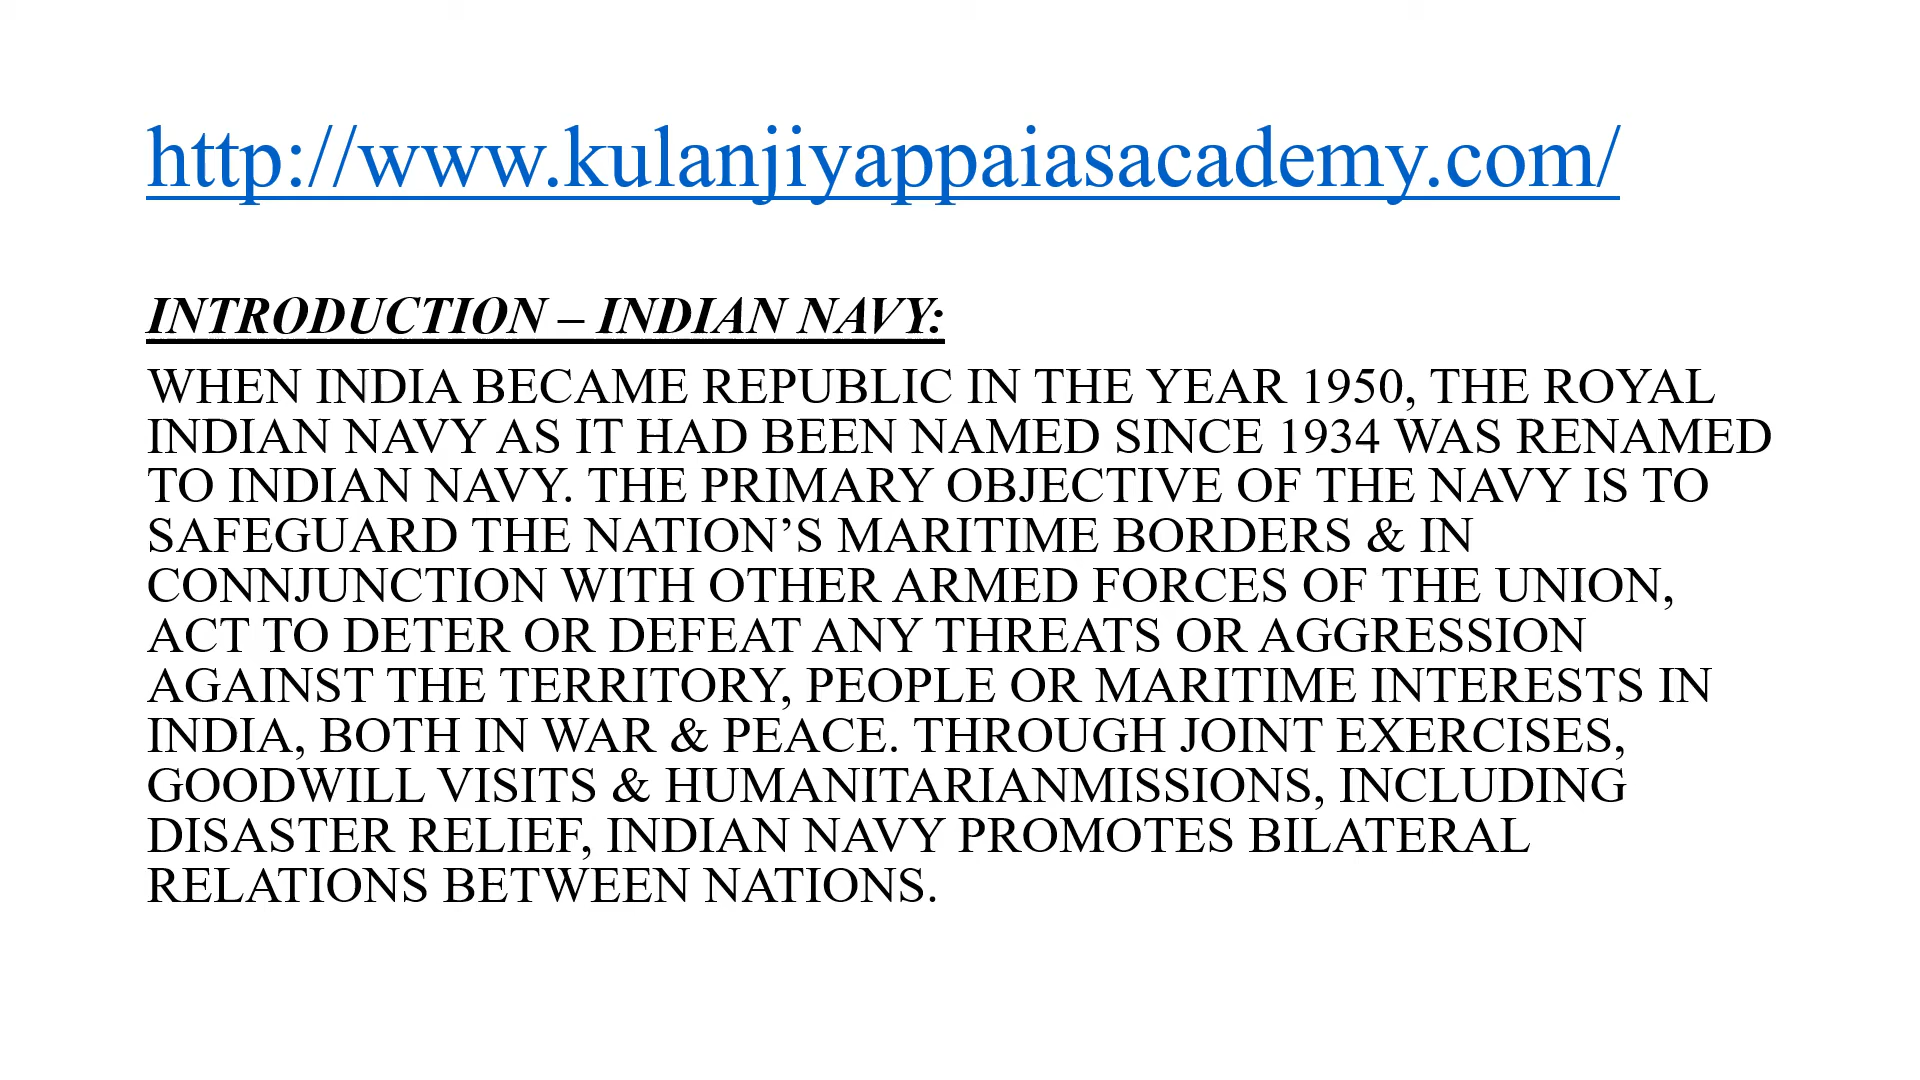 http://www.kulanjiyappaiasacademy.com/
INTRODUCTION – INDIAN NAVY:
WHEN INDIA BECAME REPUBLIC IN THE YEAR 1950, THE ROYAL
INDIAN NAVY AS IT HAD BEEN NAMED SINCE 1934 WAS RENAMED
TO INDIAN NAVY. THE PRIMARY OBJECTIVE OF THE NAVY IS TO
SAFEGUARD THE NATION’S MARITIME BORDERS & IN
CONNJUNCTION WITH OTHER ARMED FORCES OF THE UNION,
ACT TO DETER OR DEFEAT ANY THREATS OR AGGRESSION
AGAINST THE TERRITORY, PEOPLE OR MARITIME INTERESTS IN
INDIA, BOTH IN WAR & PEACE. THROUGH JOINT EXERCISES,
GOODWILL VISITS & HUMANITARIANMISSIONS, INCLUDING
DISASTER RELIEF, INDIAN NAVY PROMOTES BILATERAL
RELATIONS BETWEEN NATIONS.